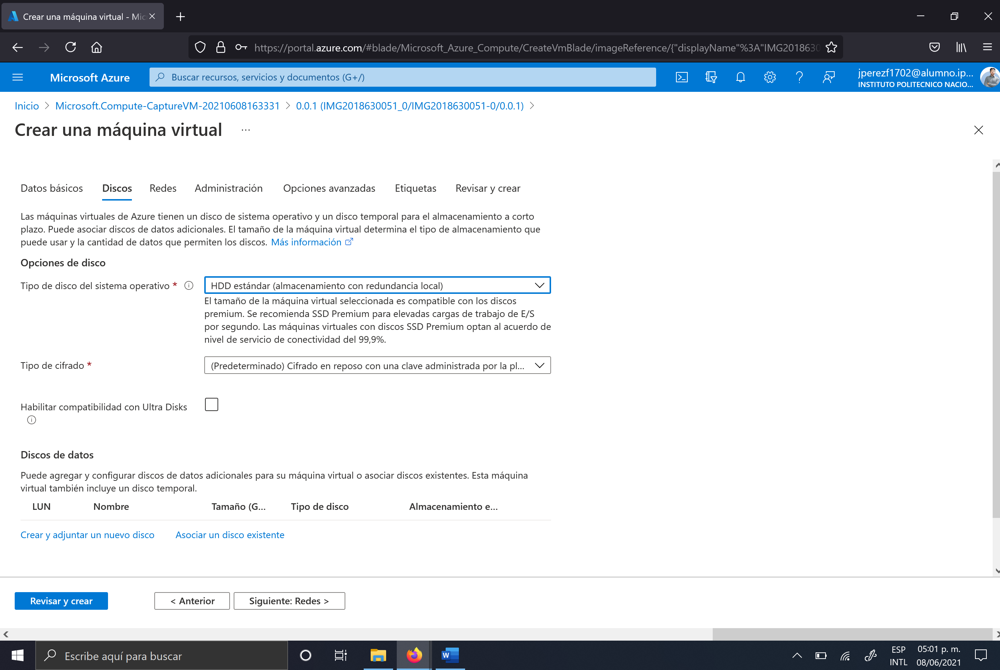 Crear una máquina virtual - Mic
https://portal.azure.com/#blade/Microsoft_Azure_Compute/CreateVmBlade/imageReference/{"displayName"%3A"IMG2018630
Microsoft Azure
Buscar recursos, servicios y documentos (G+/)
jperezf1702@alumno.ip...
INSTITUTO POLITECNICO NACIO...
Inicio > Microsoft.Compute-CaptureVM-20210608163331 > 0.0.1 (IMG2018630051_0/IMG2018630051-0/0.0.1) >
Crear una máquina virtual ...
Datos básicos Discos Redes Administración Opciones avanzadas Etiquetas Revisar y crear
Las máquinas virtuales de Azure tienen un disco de sistema operativo y un disco temporal para el almacenamiento a corto
plazo. Puede asociar discos de datos adicionales. El tamaño de la máquina virtual determina el tipo de almacenamiento que
puede usar y la cantidad de datos que permiten los discos. Más información
Opciones de disco
Tipo de disco del sistema operativo * HDD estándar (almacenamiento con redundancia local)
El tamaño de la máquina virtual seleccionada es compatible con los discos
premium. Se recomienda SSD Premium para elevadas cargas de trabajo de E/S
por segundo. Las máquinas virtuales con discos SSD Premium optan al acuerdo de
nivel de servicio de conectividad del 99,9%.
Tipo de cifrado * (Predeterminado) Cifrado en reposo con una clave administrada por la pl...
Habilitar compatibilidad con Ultra Disks
Discos de datos
Puede agregar y configurar discos de datos adicionales para su máquina virtual o asociar discos existentes. Esta máquina
virtual también incluye un disco temporal.
LUN Nombre Tamaño (G... Tipo de disco Almacenamiento e...
Crear y adjuntar un nuevo disco Asociar un disco existente
Revisar y crear < Anterior Siguiente: Redes >
Escribe aquí para buscar
ESP 05:01 p. m.
INTL 08/06/2021